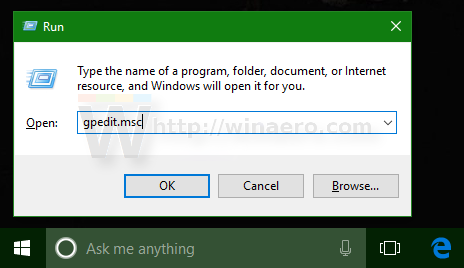 Run
Type the name of a program, folder, document, or Internet
resource, and Windows will open it for you.
Open: gpedit.msc
W http://winaero.com
OK Cancel Browse...
Ask me anything